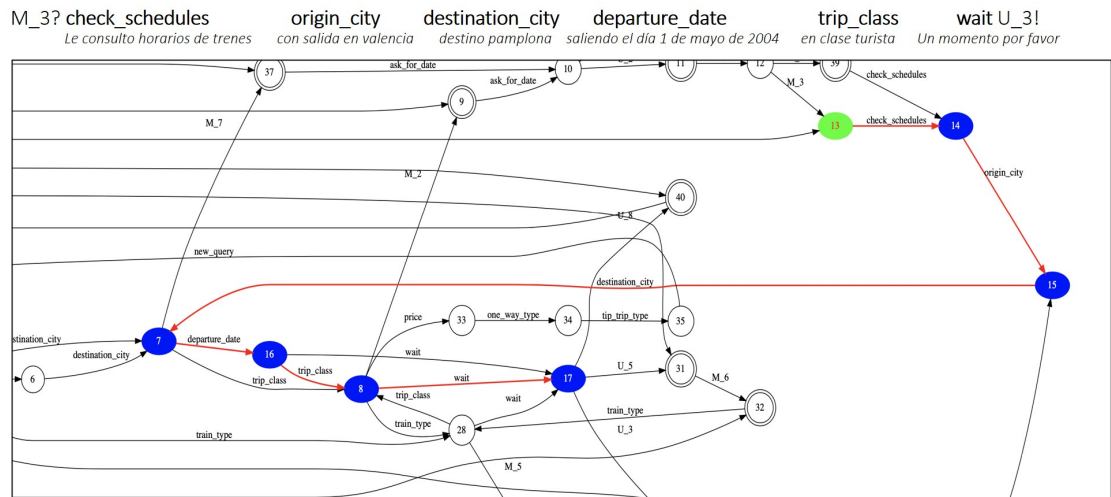 M_3? check_schedules origin_city destination_city departure_date trip_class wait U_3!
Le consulto horarios de trenes con salida en valencia destino pamplona saliendo el día 1 de mayo de 2004 en clase turista Un momento por favor
37
ask_for_date
10
11
12
39
ask_for_date
9
M_3
check_schedules
M_7
13
check_schedules
14
M_2
origin_city
40
U_8
new_query
destination_city
15
price
33
one_way_type
34
tip_trip_type
35
stination_city
7
departure_date
16
wait
destination_city
6
trip_class
trip_class
8
wait
17
U_5
31
M_6
trip_class
wait
train_type
32
train_type
28
U_3
train_type
M_5